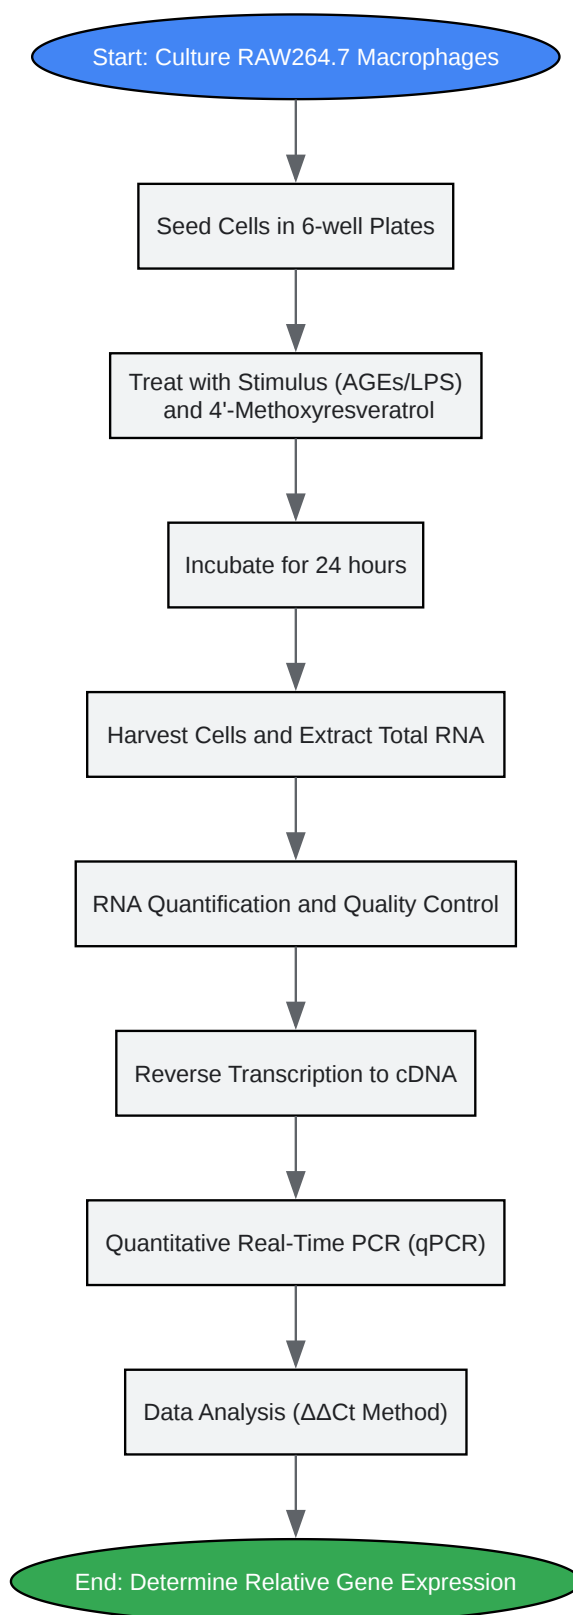 Start: Culture RAW264.7 Macrophages
Seed Cells in 6-well Plates
Treat with Stimulus (AGEs/LPS)
and 4'-Methoxyresveratrol
Incubate for 24 hours
Harvest Cells and Extract Total RNA
RNA Quantification and Quality Control
Reverse Transcription to cDNA
Quantitative Real-Time PCR (qPCR)
Data Analysis (ΔΔCt Method)
End: Determine Relative Gene Expression